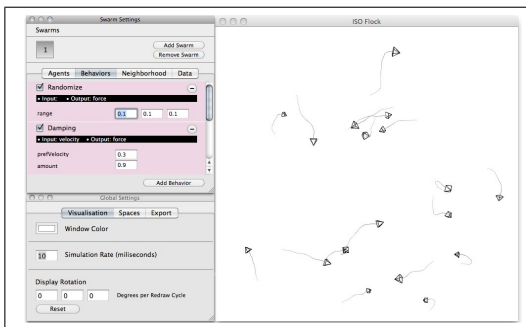 Swarm Settings
Swarms
1
Add Swarm
Remove Swarm
Agents Behaviors Neighborhood Data
Randomize
• Input: • Output: force
range 0.1 0.1 0.1
Damping
• Input: velocity • Output: force
prefVelocity 0.3
amount 0.9
Add Behavior
Global Settings
Visualisation Spaces Export
Window Color
10 Simulation Rate (miliseconds)
Display Rotation
0 0 0 Degrees per Redraw Cycle
Reset
ISO Flock